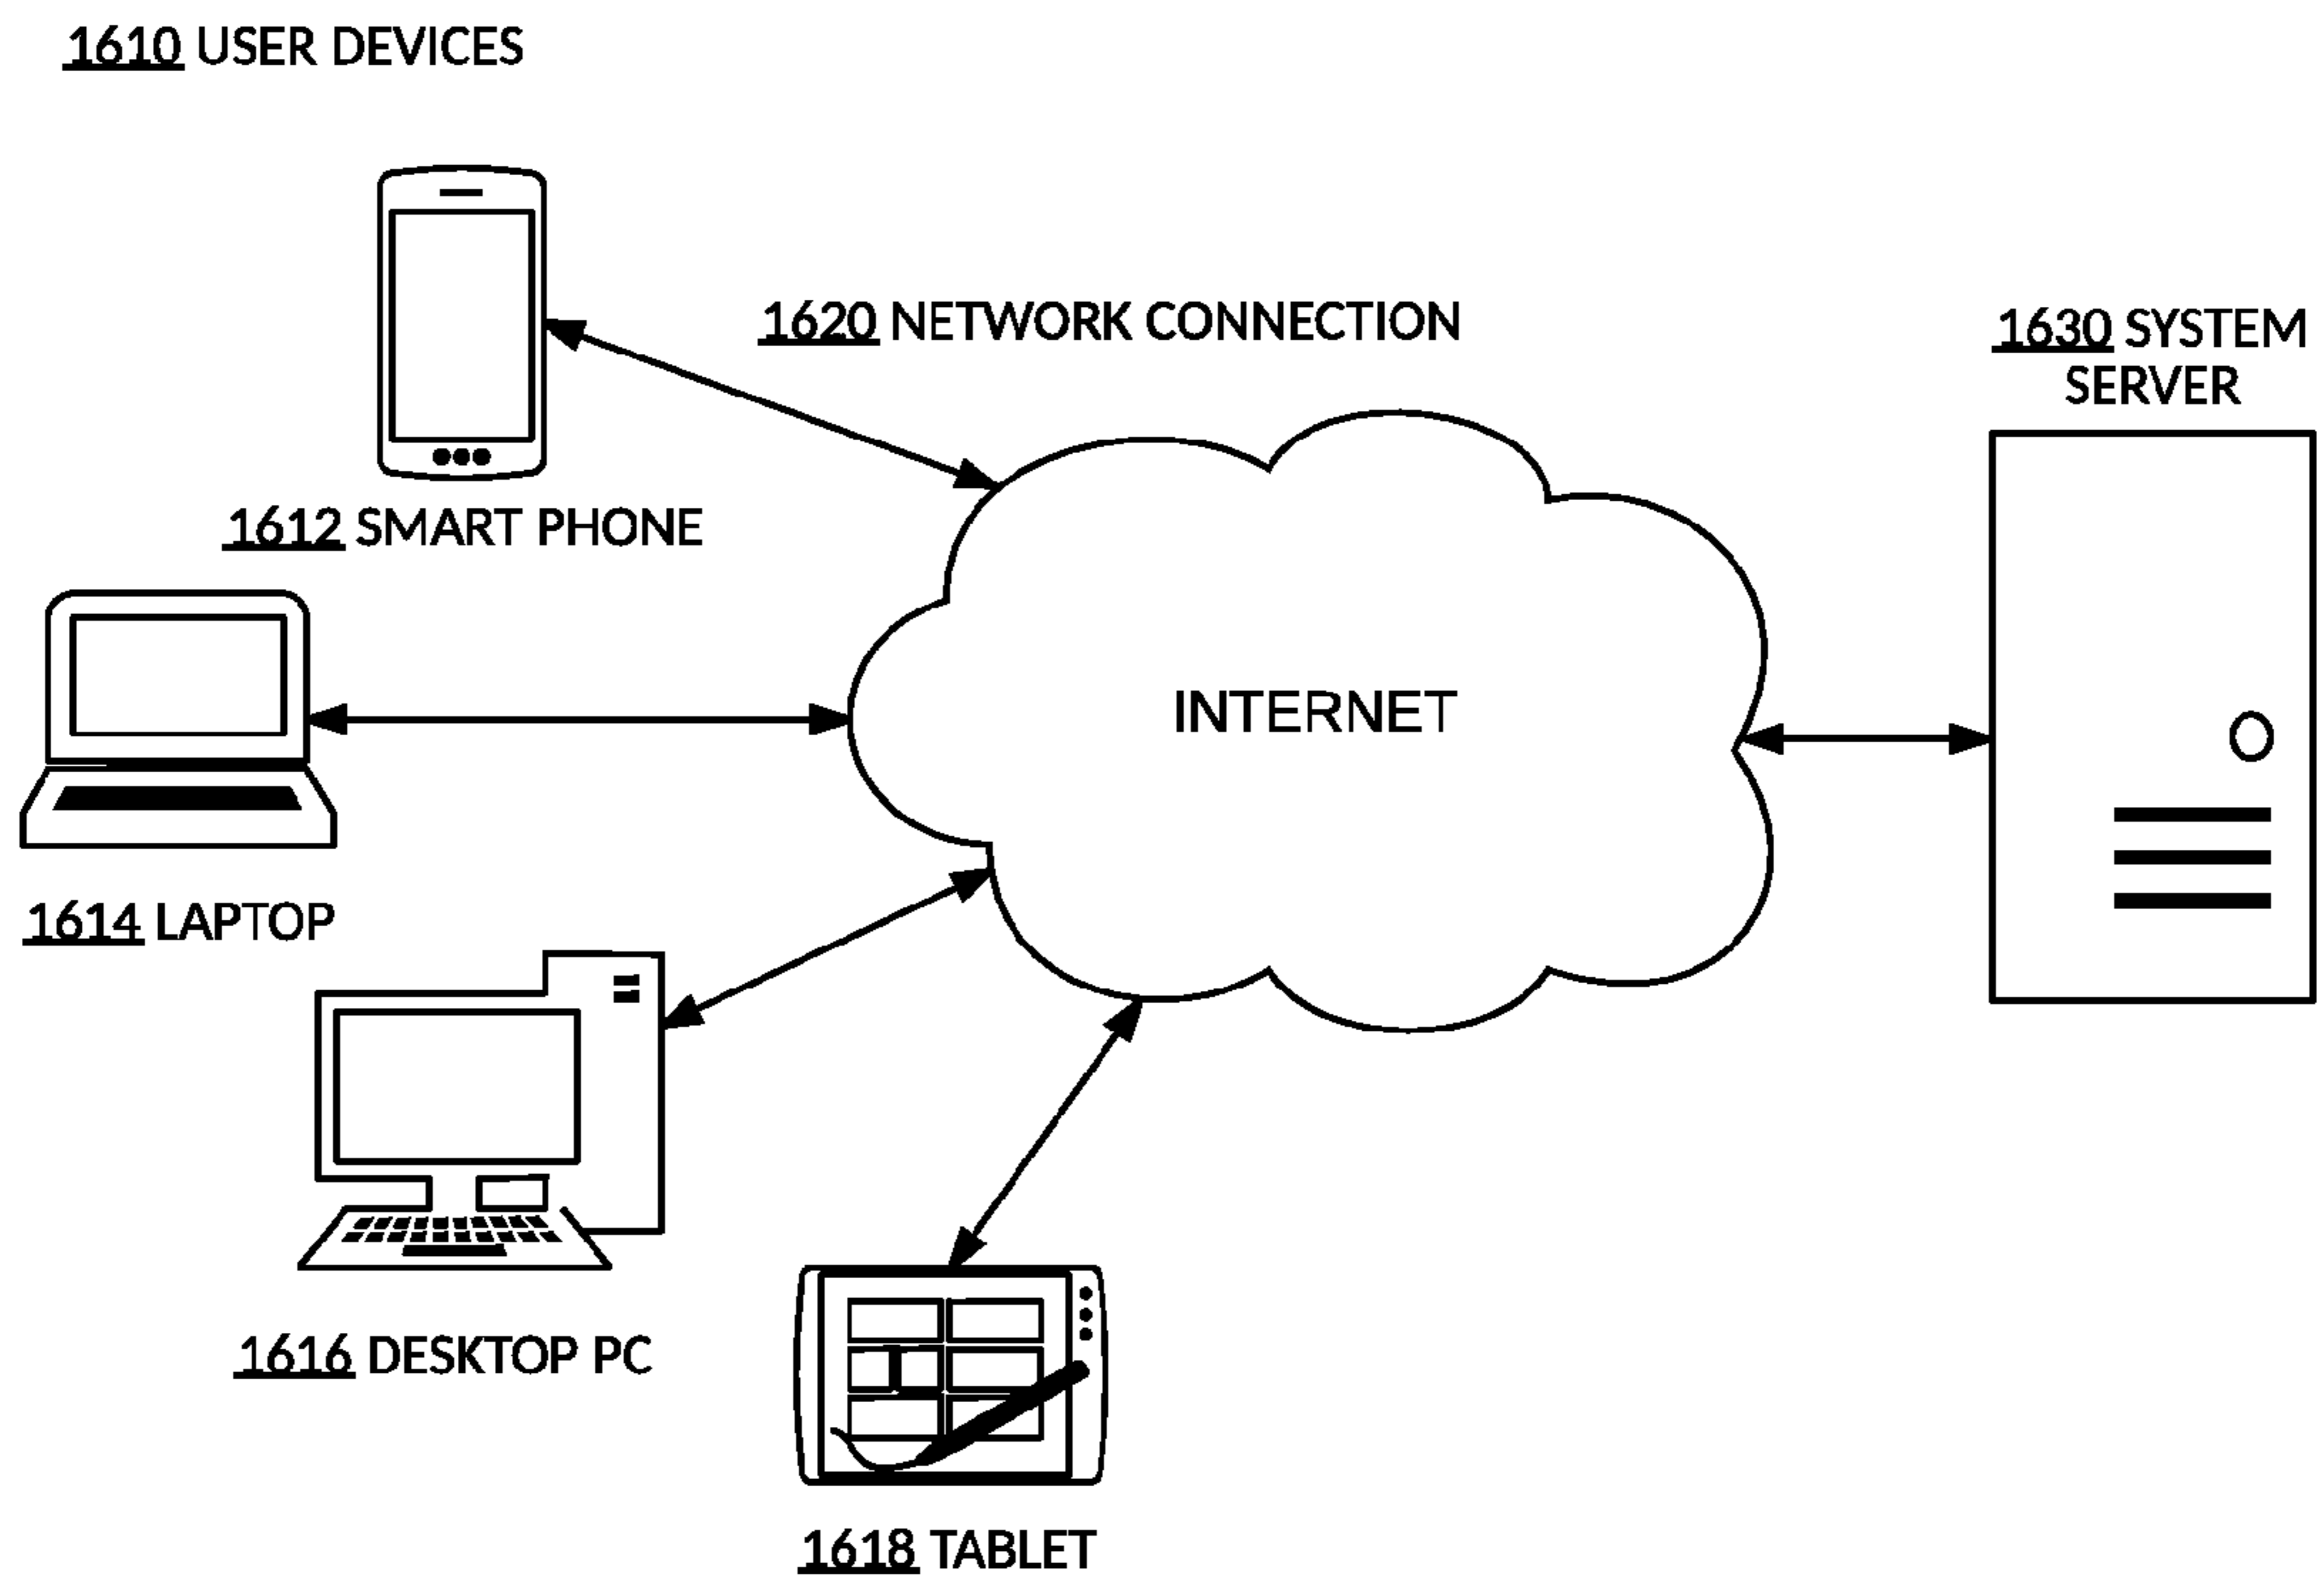 1610 USER DEVICES
1620 NETWORK CONNECTION
1630 SYSTEM
SERVER
1612 SMART PHONE
INTERNET
1614 LAPTOP
1616 DESKTOP PC
1618 TABLET